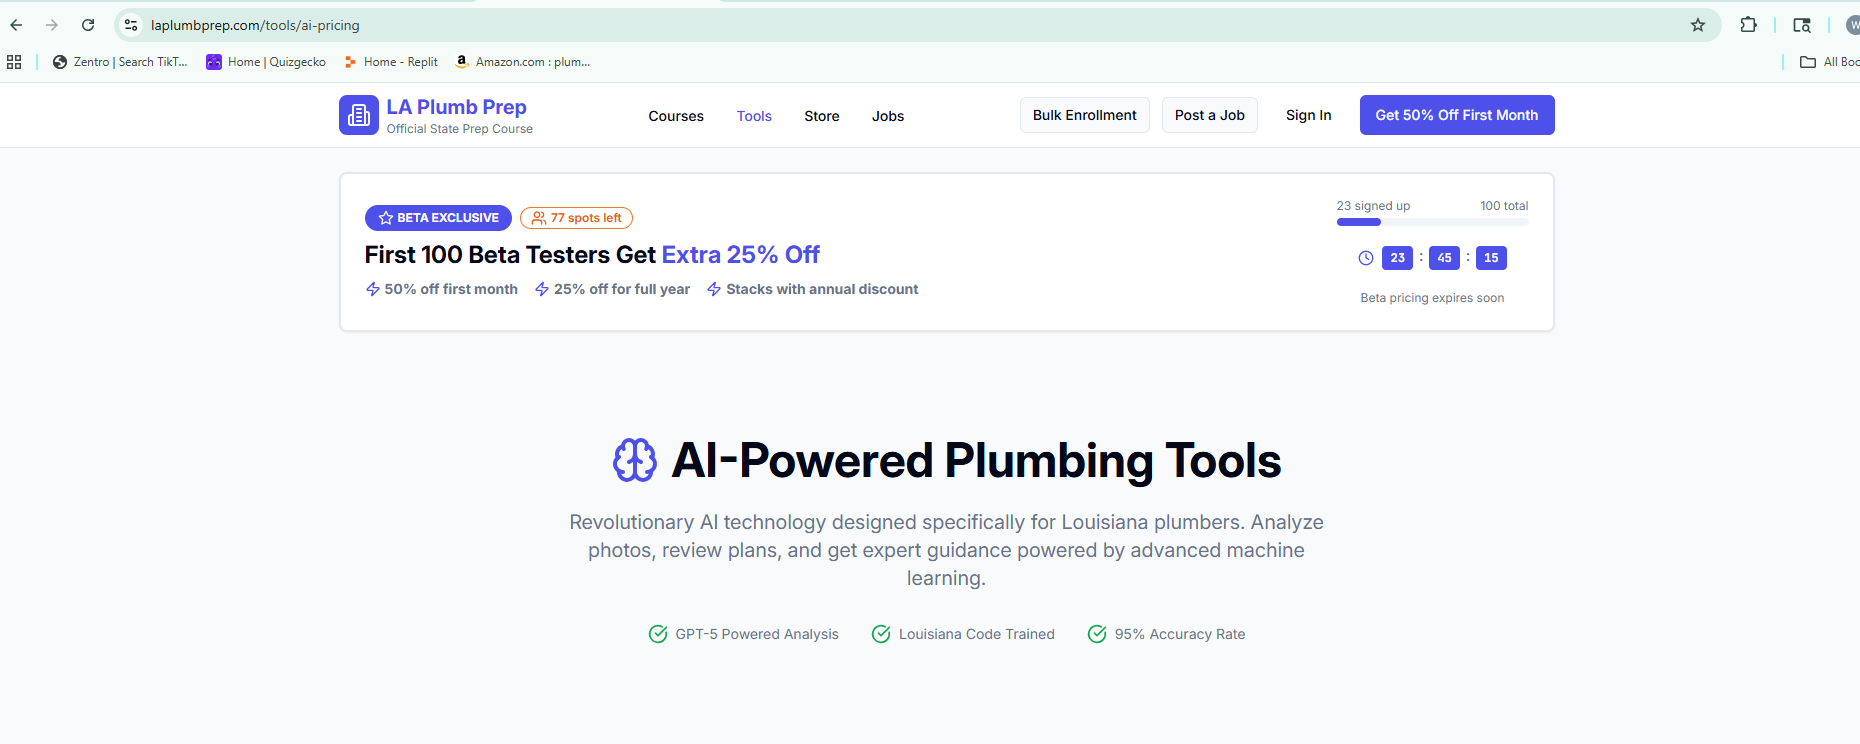 laplumbprep.com/tools/ai-pricing
W
Zentro | Search TikT...
Home | Quizgecko
Home - Replit
Amazon.com : plum...
All Boo
LA Plumb Prep
Official State Prep Course
Courses
Tools
Store
Jobs
Bulk Enrollment
Post a Job
Sign In
Get 50% Off First Month
BETA EXCLUSIVE
77 spots left
First 100 Beta Testers Get Extra 25% Off
50% off first month
25% off for full year
Stacks with annual discount
23 signed up
100 total
23 : 45 : 15
Beta pricing expires soon
AI-Powered Plumbing Tools
Revolutionary AI technology designed specifically for Louisiana plumbers. Analyze
photos, review plans, and get expert guidance powered by advanced machine
learning.
GPT-5 Powered Analysis
Louisiana Code Trained
95% Accuracy Rate